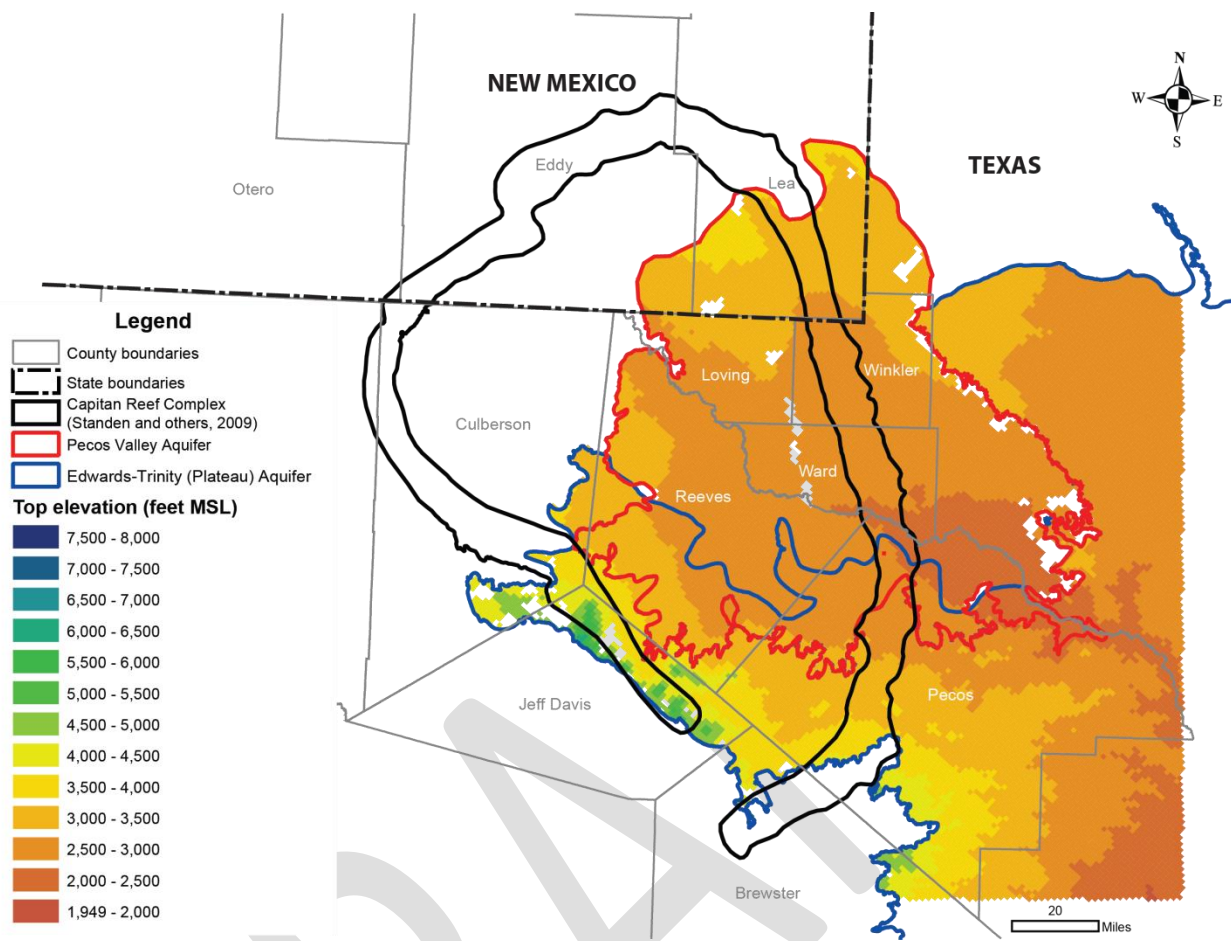 NEW MEXICO
N
W
E
S
TEXAS
Eddy
Lea
Otero
Legend
County boundaries
State boundaries
Capitan Reef Complex
(Standen and others, 2009)
Pecos Valley Aquifer
Edwards-Trinity (Plateau) Aquifer
Top elevation (feet MSL)
7,500 - 8,000
7,000 - 7,500
6,500 - 7,000
6,000 - 6,500
5,500 - 6,000
5,000 - 5,500
4,500 - 5,000
4,000 - 4,500
3,500 - 4,000
3,000 - 3,500
2,500 - 3,000
2,000 - 2,500
1,949 - 2,000
Loving
Winkler
Culberson
Ward
Reeves
Jeff Davis
Pecos
Brewster
20
Miles